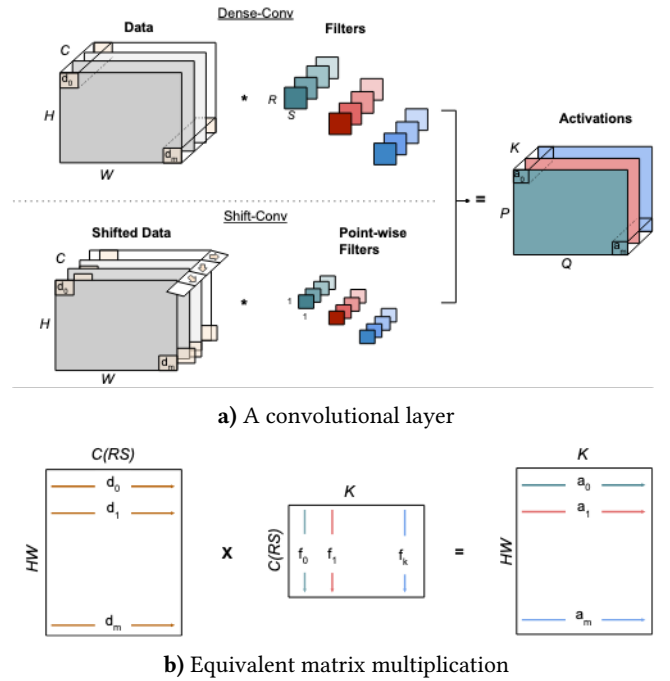 Dense-Conv
Data
Filters
C
d0
H
R
S
*
dm
W
Activations
K
a0
P
am
Q
=
Shift-Conv
Shifted Data
Point-wise
Filters
C
d0
H
1
1
*
dm
W
a) A convolutional layer
C(RS)
K
K
d0
d1
HW
dm
X
C(RS)
f0 f1 fk
=
HW
a0
a1
am
b) Equivalent matrix multiplication